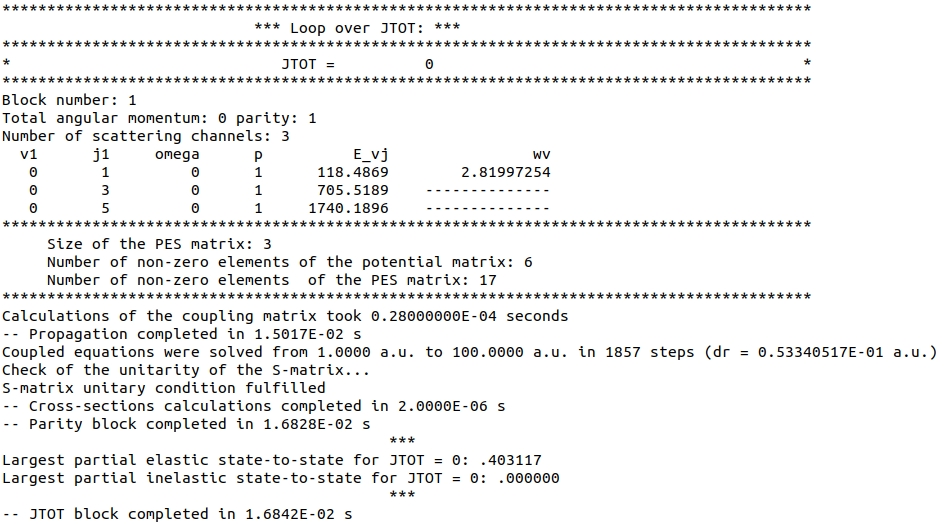 ******************************************************************************************
*** Loop over JTOT: ***
******************************************************************************************
* JTOT = 0 *
******************************************************************************************
Block number: 1
Total angular momentum: 0 parity: 1
Number of scattering channels: 3
v1 j1 omega p E_vj wv
0 1 0 1 118.4869 2.81997254
0 3 0 1 705.5189 --------------
0 5 0 1 1740.1896 --------------
******************************************************************************************
Size of the PES matrix: 3
Number of non-zero elements of the potential matrix: 6
Number of non-zero elements  of the PES matrix: 17
******************************************************************************************
Calculations of the coupling matrix took 0.28000000E-04 seconds
-- Propagation completed in 1.5017E-02 s
Coupled equations were solved from 1.0000 a.u. to 100.0000 a.u. in 1857 steps (dr = 0.53340517E-01 a.u.)
Check of the unitarity of the S-matrix...
S-matrix unitary condition fulfilled
-- Cross-sections calculations completed in 2.0000E-06 s
-- Parity block completed in 1.6828E-02 s
***
Largest partial elastic state-to-state for JTOT = 0: .403117
Largest partial inelastic state-to-state for JTOT = 0: .000000
***
-- JTOT block completed in 1.6842E-02 s